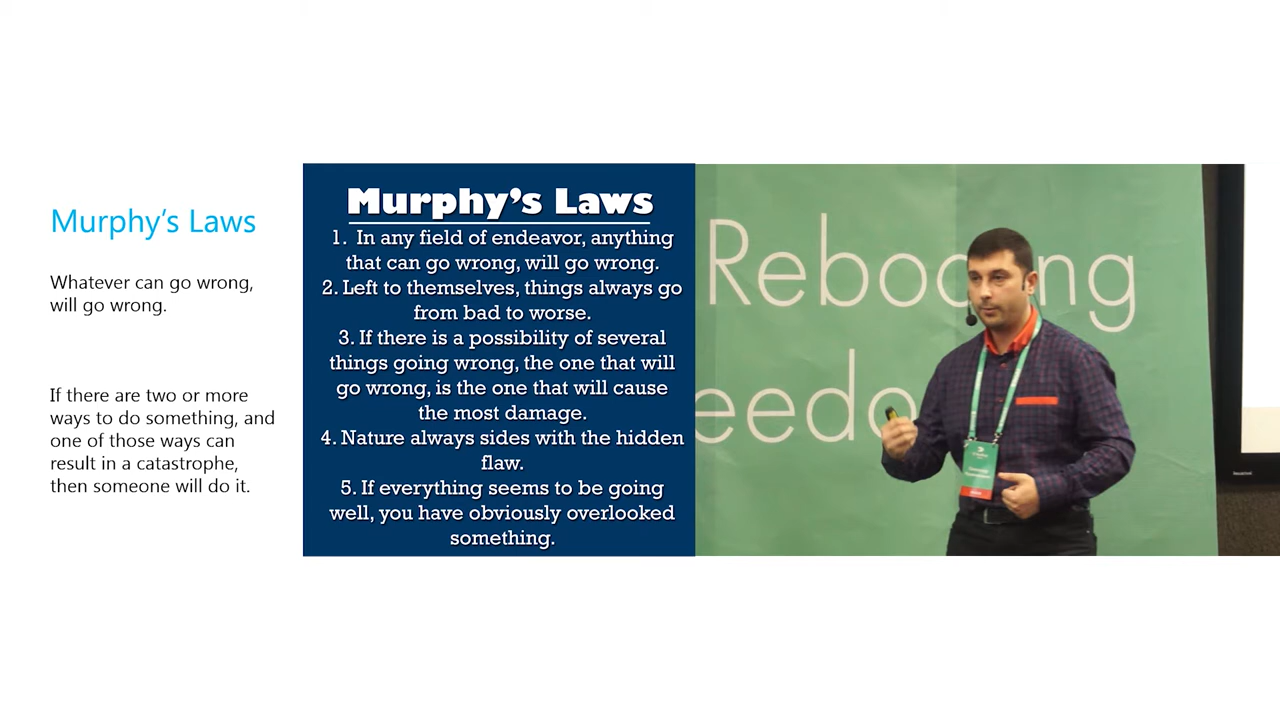 Murphy's Laws
Whatever can go wrong,
will go wrong.
If there are two or more
ways to do something, and
one of those ways can
result in a catastrophe,
then someone will do it.
Murphy's Laws
1. In any field of endeavor, anything
that can go wrong, will go wrong.
2. Left to themselves, things always go
from bad to worse.
3. If there is a possibility of several
things going wrong, the one that will
go wrong, is the one that will cause
the most damage.
4. Nature always sides with the hidden
flaw.
5. If everything seems to be going
well, you have obviously overlooked
something.